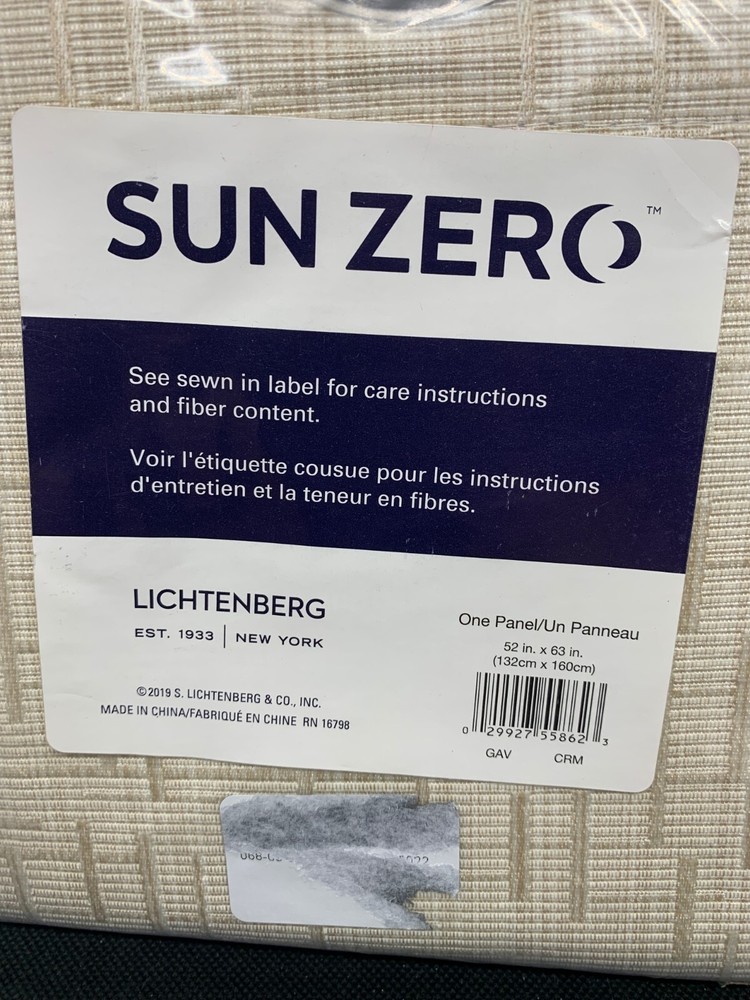 SUN ZERO™
See sewn in label for care instructions
and fiber content.
Voir l'étiquette cousue pour les instructions
d'entretien et la teneur en fibres.
LICHTENBERG
EST. 1933 | NEW YORK
©2019 S. LICHTENBERG & CO., INC.
MADE IN CHINA/FABRIQUÉ EN CHINE RN 16798
One Panel/Un Panneau
52 in. x 63 in.
(132cm x 160cm)
0 29927 55862 3
GAV CRM